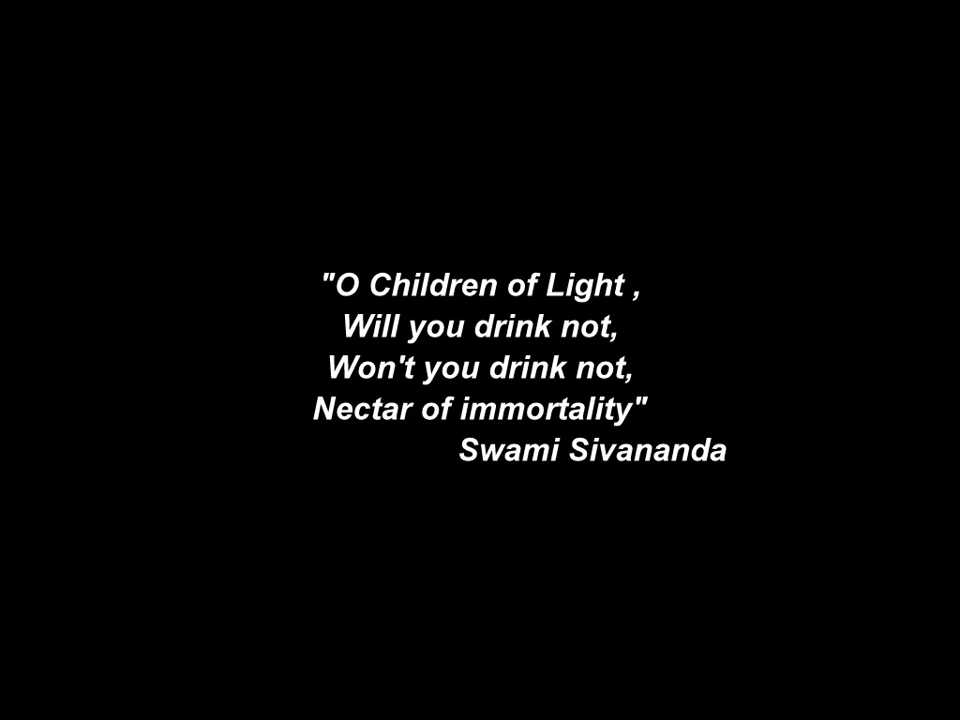 "O Children of Light ,
Will you drink not,
Won't you drink not,
Nectar of immortality"
Swami Sivananda